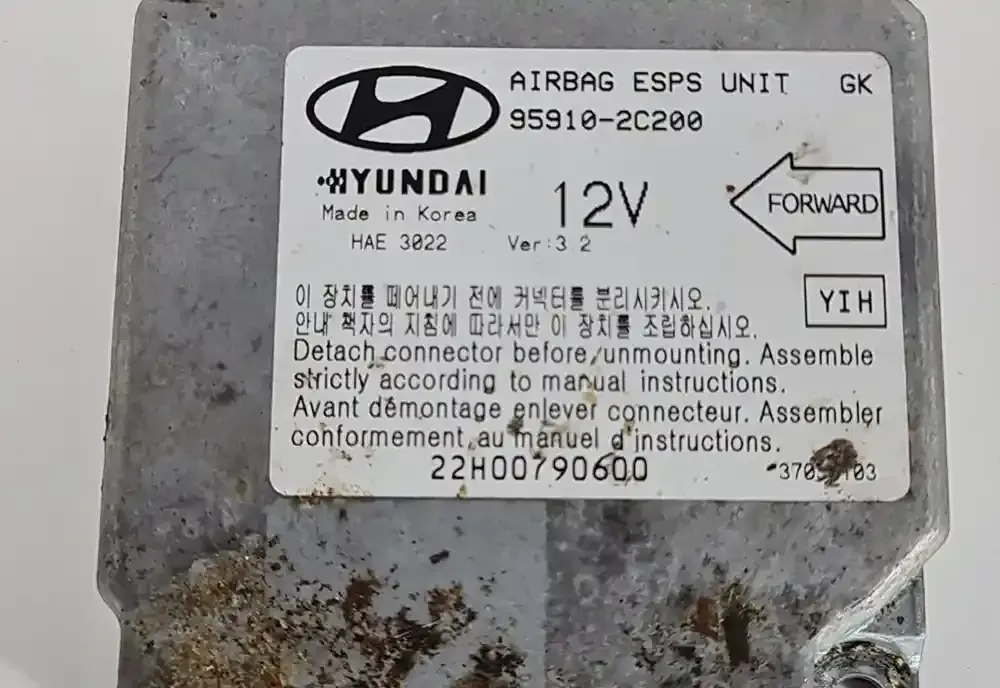 AIRBAG ESPS UNIT GK
95910-2C200
HYUNDAI
Made in Korea
12V
FORWARD
HAE 3022 Ver:3 2
YIH
이 장치를 떼어내기 전에 커넥터를 분리시키시오.
안내 책자의 지침에 따라서만 이 장치를 조립하십시오.
Detach connector before unmounting. Assemble
strictly according to manual instructions.
Avant démontage enlever connecteur. Assembler
conformement au manuel d'instructions.
22H00790600